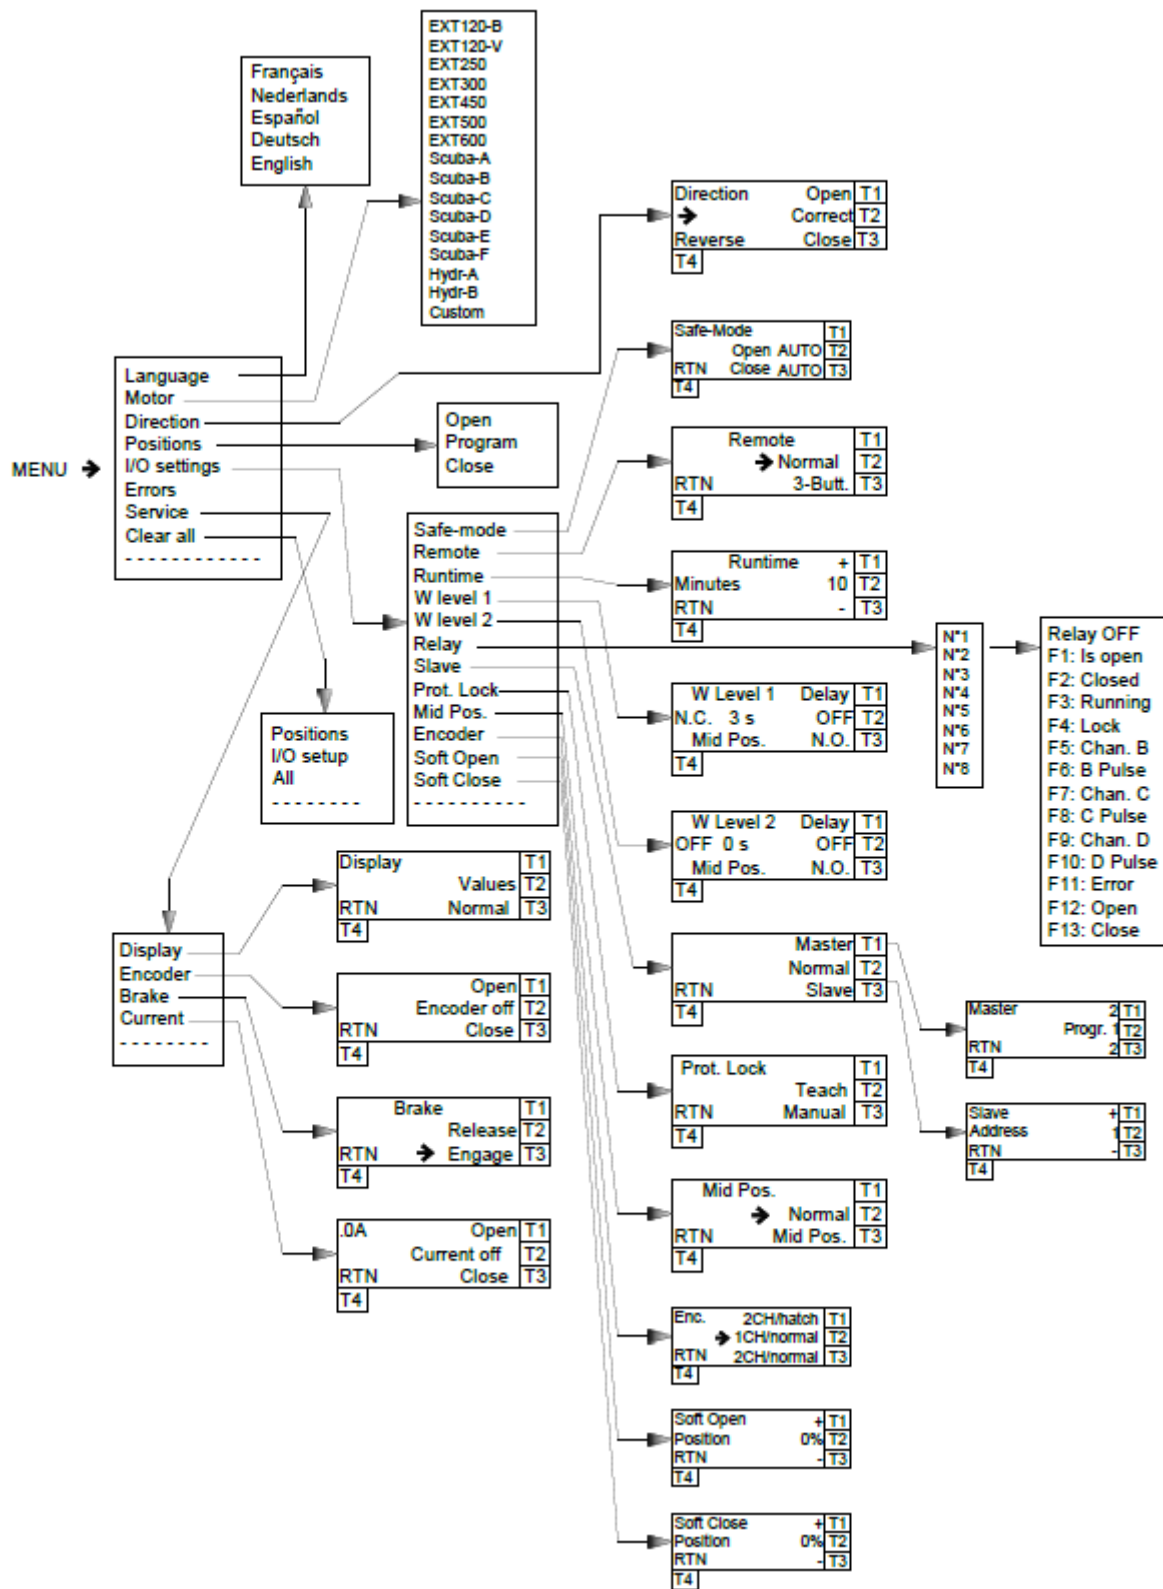 EXT120-B
EXT120-V
EXT250
EXT300
EXT450
EXT500
EXT600
Scuba-A
Scuba-B
Scuba-C
Scuba-D
Scuba-E
Scuba-F
Hydr-A
Hydr-B
Custom
Français
Nederlands
Español
Deutsch
English
MENU
Language
Motor
Direction
Positions
I/O settings
Errors
Service
Clear all
- - - - - - - - - - - - -
Open
Program
Close
Safe-mode
Remote
Runtime
W level 1
W level 2
Relay
Slave
Prot. Lock
Mid Pos.
Encoder
Soft Open
Soft Close
- - - - - - - - - - -
Positions
I/O setup
All
- - - - - - - -
Display
Encoder
Brake
Current
- - - - - - - -
Display T1
Values T2
RTN Normal T3
T4
Open T1
Encoder off T2
RTN Close T3
T4
Brake T1
Release T2
RTN ➔ Engage T3
T4
.0A Open T1
Current off T2
RTN Close T3
T4
Direction Open T1
➔ Correct T2
Reverse Close T3
T4
Safe-Mode T1
Open AUTO T2
RTN Close AUTO T3
T4
Remote T1
➔ Normal T2
RTN 3-Butt. T3
T4
Runtime + T1
Minutes 10 T2
RTN - T3
T4
W Level 1 Delay T1
N.C. 3 s OFF T2
Mid Pos. N.O. T3
T4
W Level 2 Delay T1
OFF 0 s OFF T2
Mid Pos. N.O. T3
T4
Master T1
Normal T2
RTN Slave T3
T4
Prot. Lock T1
Teach T2
RTN Manual T3
T4
Mid Pos. T1
➔ Normal T2
RTN Mid Pos. T3
T4
Enc. 2CH/hatch T1
➔ 1CH/normal T2
RTN 2CH/normal T3
T4
Soft Open + T1
Position 0% T2
RTN - T3
T4
Soft Close + T1
Position 0% T2
RTN - T3
T4
N°1
N°2
N°3
N°4
N°5
N°6
N°7
N°8
Relay OFF
F1: Is open
F2: Closed
F3: Running
F4: Lock
F5: Chan. B
F6: B Pulse
F7: Chan. C
F8: C Pulse
F9: Chan. D
F10: D Pulse
F11: Error
F12: Open
F13: Close
Master 2 T1
Progr. 1 T2
RTN 2 T3
T4
Slave + T1
Address 1 T2
RTN - T3
T4